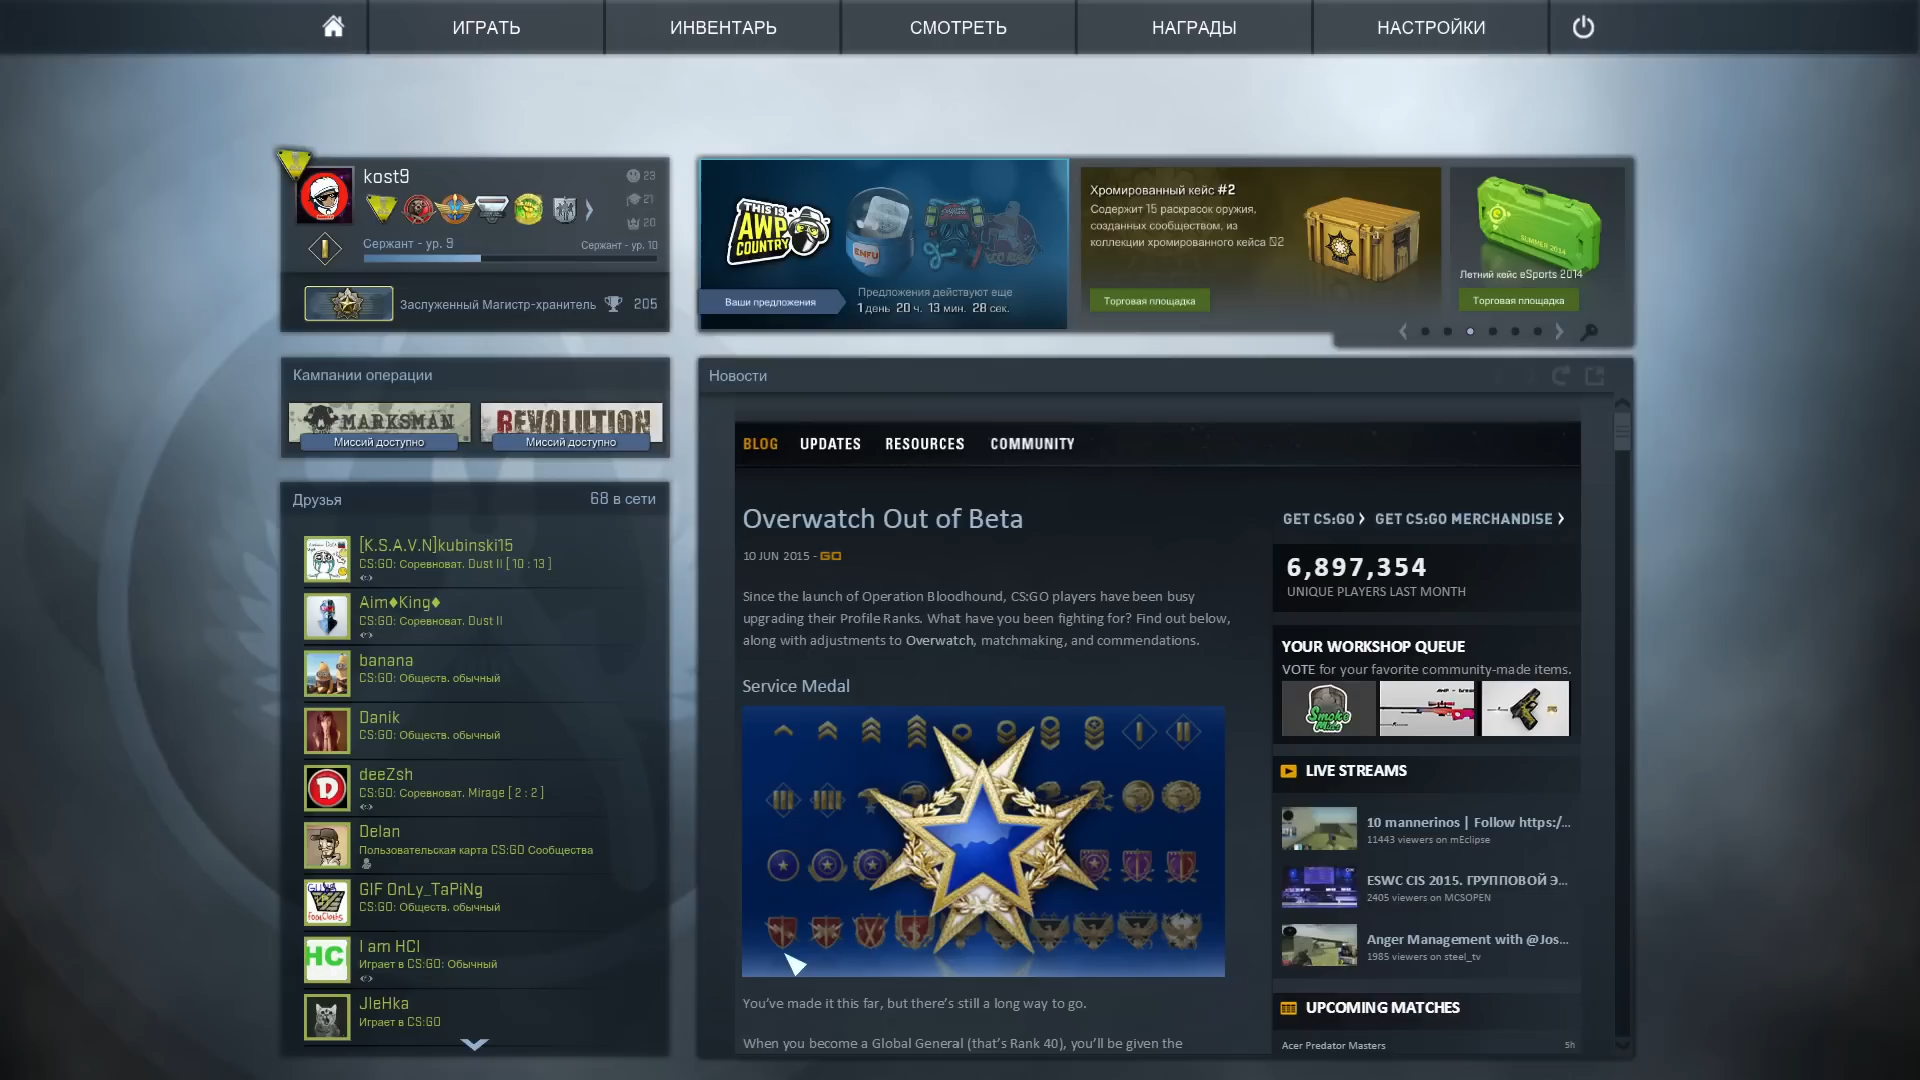 ИГРАТЬ
ИНВЕНТАРЬ
СМОТРЕТЬ
НАГРАДЫ
НАСТРОЙКИ
kost9
23
21
20
Сержант - ур. 9
Сержант - ур. 10
Заслуженный Магистр-хранитель
205
THIS IS
AWP
COUNTRY
ENFU
Ваши предложения
Предложения действуют еще
1 день 20 ч. 13 мин. 28 сек.
Хромированный кейс #2
Содержит 15 раскрасок оружия,
созданных сообществом, из
коллекции хромированного кейса 2
Торговая площадка
SUMMER 2014
Летний кейс eSports 2014
Торговая площадка
Кампании операции
MARKSMAN
Миссий доступно
REVOLUTION
Миссий доступно
Друзья
68 в сети
[K.S.A.V.N]kubinski15
CS:GO: Соревноват. Dust II [ 10 : 13 ]
Aim♦King♦
CS:GO: Соревноват. Dust II
banana
CS:GO: Обществ. обычный
Danik
CS:GO: Обществ. обычный
deeZsh
CS:GO: Соревноват. Mirage [ 2 : 2 ]
Delan
Пользовательская карта CS:GO Сообщества
GIF OnLy_TaPiNg
CS:GO: Обществ. обычный
HC
I am HCl
Играет в CS:GO: Обычный
JIeHka
Играет в CS:GO
Новости
BLOG
UPDATES
RESOURCES
COMMUNITY
Overwatch Out of Beta
10 JUN 2015 - GO
Since the launch of Operation Bloodhound, CS:GO players have been busy
upgrading their Profile Ranks. What have you been fighting for? Find out below,
along with adjustments to Overwatch, matchmaking, and commendations.
Service Medal
You've made it this far, but there's still a long way to go.
When you become a Global General (that's Rank 40), you'll be given the
GET CS:GO
GET CS:GO MERCHANDISE
6,897,354
UNIQUE PLAYERS LAST MONTH
YOUR WORKSHOP QUEUE
VOTE for your favorite community-made items.
LIVE STREAMS
10 mannerinos | Follow https:/...
11443 viewers on mEclipse
ESWC CIS 2015. ГРУППОВОЙ Э...
2405 viewers on MCSOPEN
Anger Management with @Jos...
1985 viewers on steel_tv
UPCOMING MATCHES
Acer Predator Masters
5h